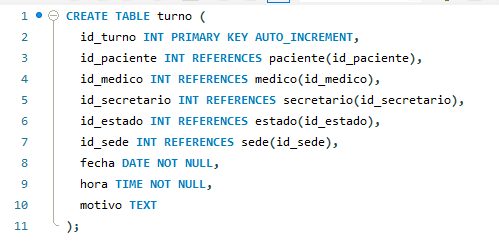 1 CREATE TABLE turno (
2 id_turno INT PRIMARY KEY AUTO_INCREMENT,
3 id_paciente INT REFERENCES paciente(id_paciente),
4 id_medico INT REFERENCES medico(id_medico),
5 id_secretario INT REFERENCES secretario(id_secretario),
6 id_estado INT REFERENCES estado(id_estado),
7 id_sede INT REFERENCES sede(id_sede),
8 fecha DATE NOT NULL,
9 hora TIME NOT NULL,
10 motivo TEXT
11 );